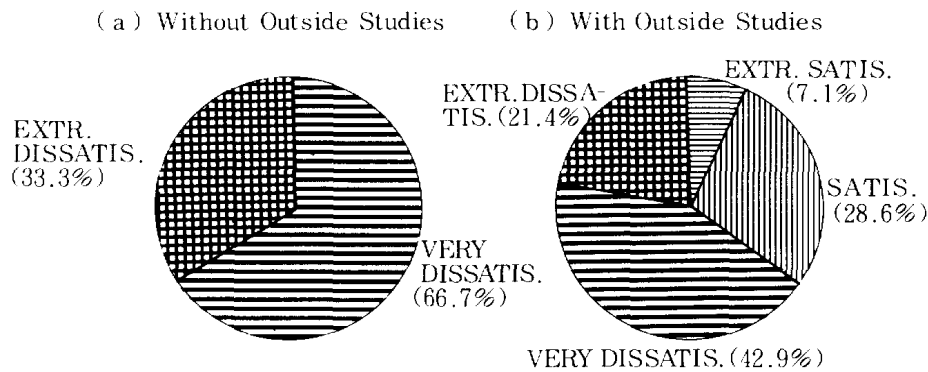 (a) Without Outside Studies
(b) With Outside Studies
EXTR.
DISSATIS.
(33.3%)
VERY
DISSATIS.
(66.7%)
EXTR. SATIS.
(7.1%)
EXTR.DISSA-
TIS.(21.4%)
SATIS.
(28.6%)
VERY DISSATIS.(42.9%)